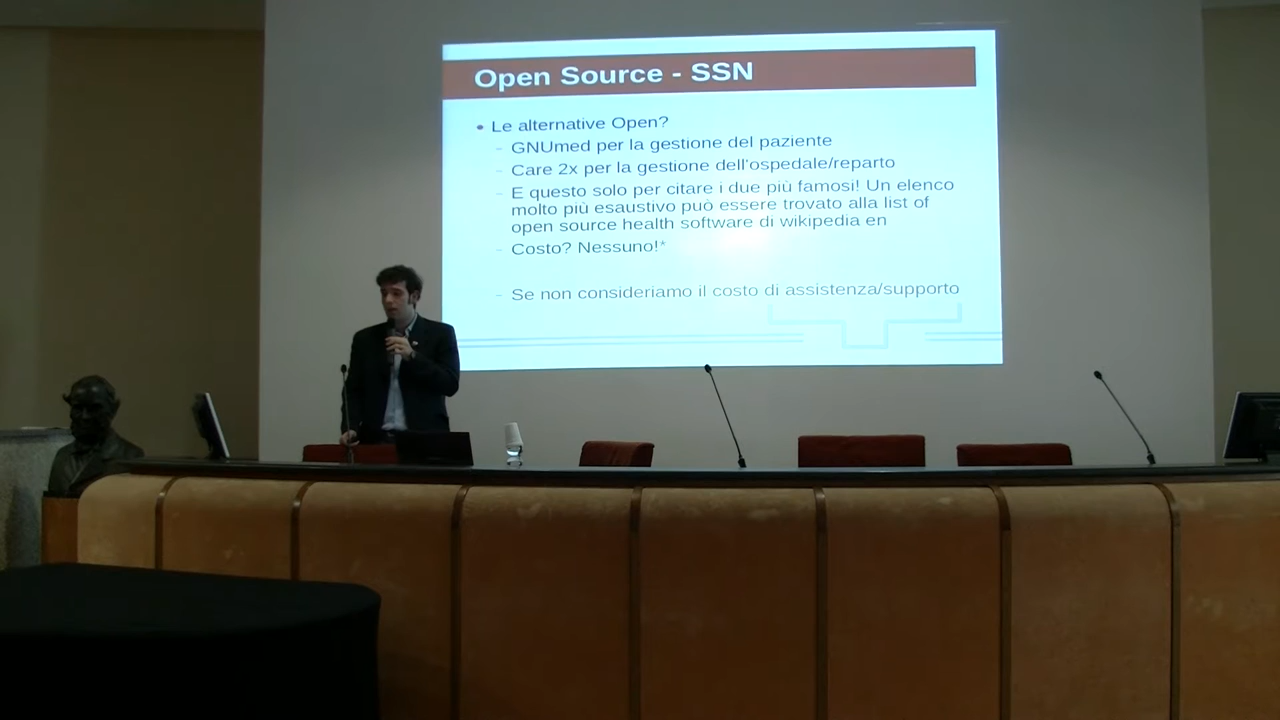 Open Source - SSN
• Le alternative Open?
– GNUmed per la gestione del paziente
– Care 2x per la gestione dell'ospedale/reparto
– E questo solo per citare i due più famosi! Un elenco
molto più esaustivo può essere trovato alla list of
open source health software di wikipedia en
– Costo? Nessuno!*
– Se non consideriamo il costo di assistenza/supporto